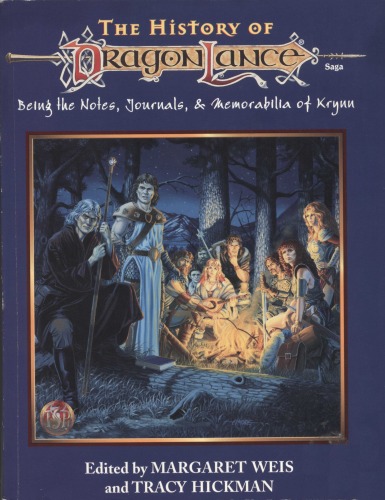 THE HISTORY OF
DRAGONLANCE®
Saga
Being the Notes, Journals, & Memorabilia of Krynn
TSR
Edited by MARGARET WEIS
and TRACY HICKMAN